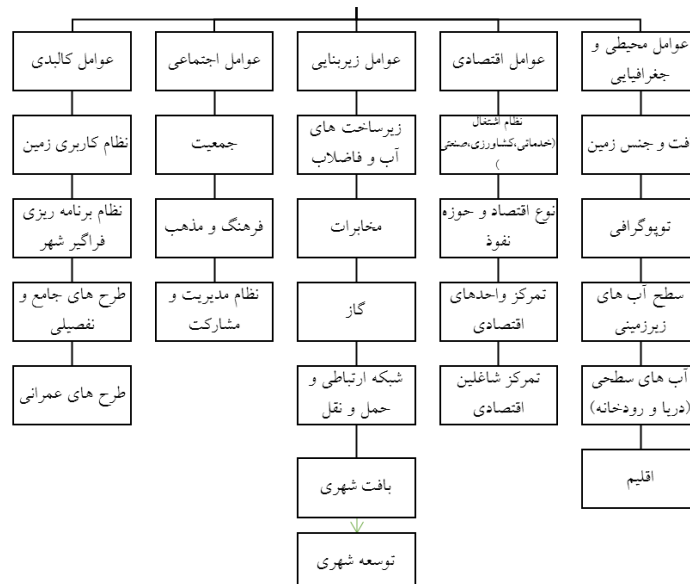 عوامل محیطی و
جغرافیایی
فت و جنس زمین
توپوگرافی
سطح آب های
زیرزمینی
آب های سطحی
(دریا و رودخانه)
اقلیم
عوامل اقتصادی
نظام اشتغال
(خدماتی،کشاورزی،صنعتی
)
نوع اقتصاد و حوزه
نفوذ
تمرکز واحدهای
اقتصادی
تمرکز شاغلین
اقتصادی
عوامل زیربنایی
زیرساخت های
آب و فاضلاب
مخابرات
گاز
شبکه ارتباطی و
حمل و نقل
بافت شهری
توسعه شهری
عوامل اجتماعی
جمعیت
فرهنگ و مذهب
نظام مدیریت و
مشارکت
عوامل کالبدی
نظام کاربری زمین
نظام برنامه ریزی
فراگیر شهر
طرح های جامع و
تفصیلی
طرح های عمرانی